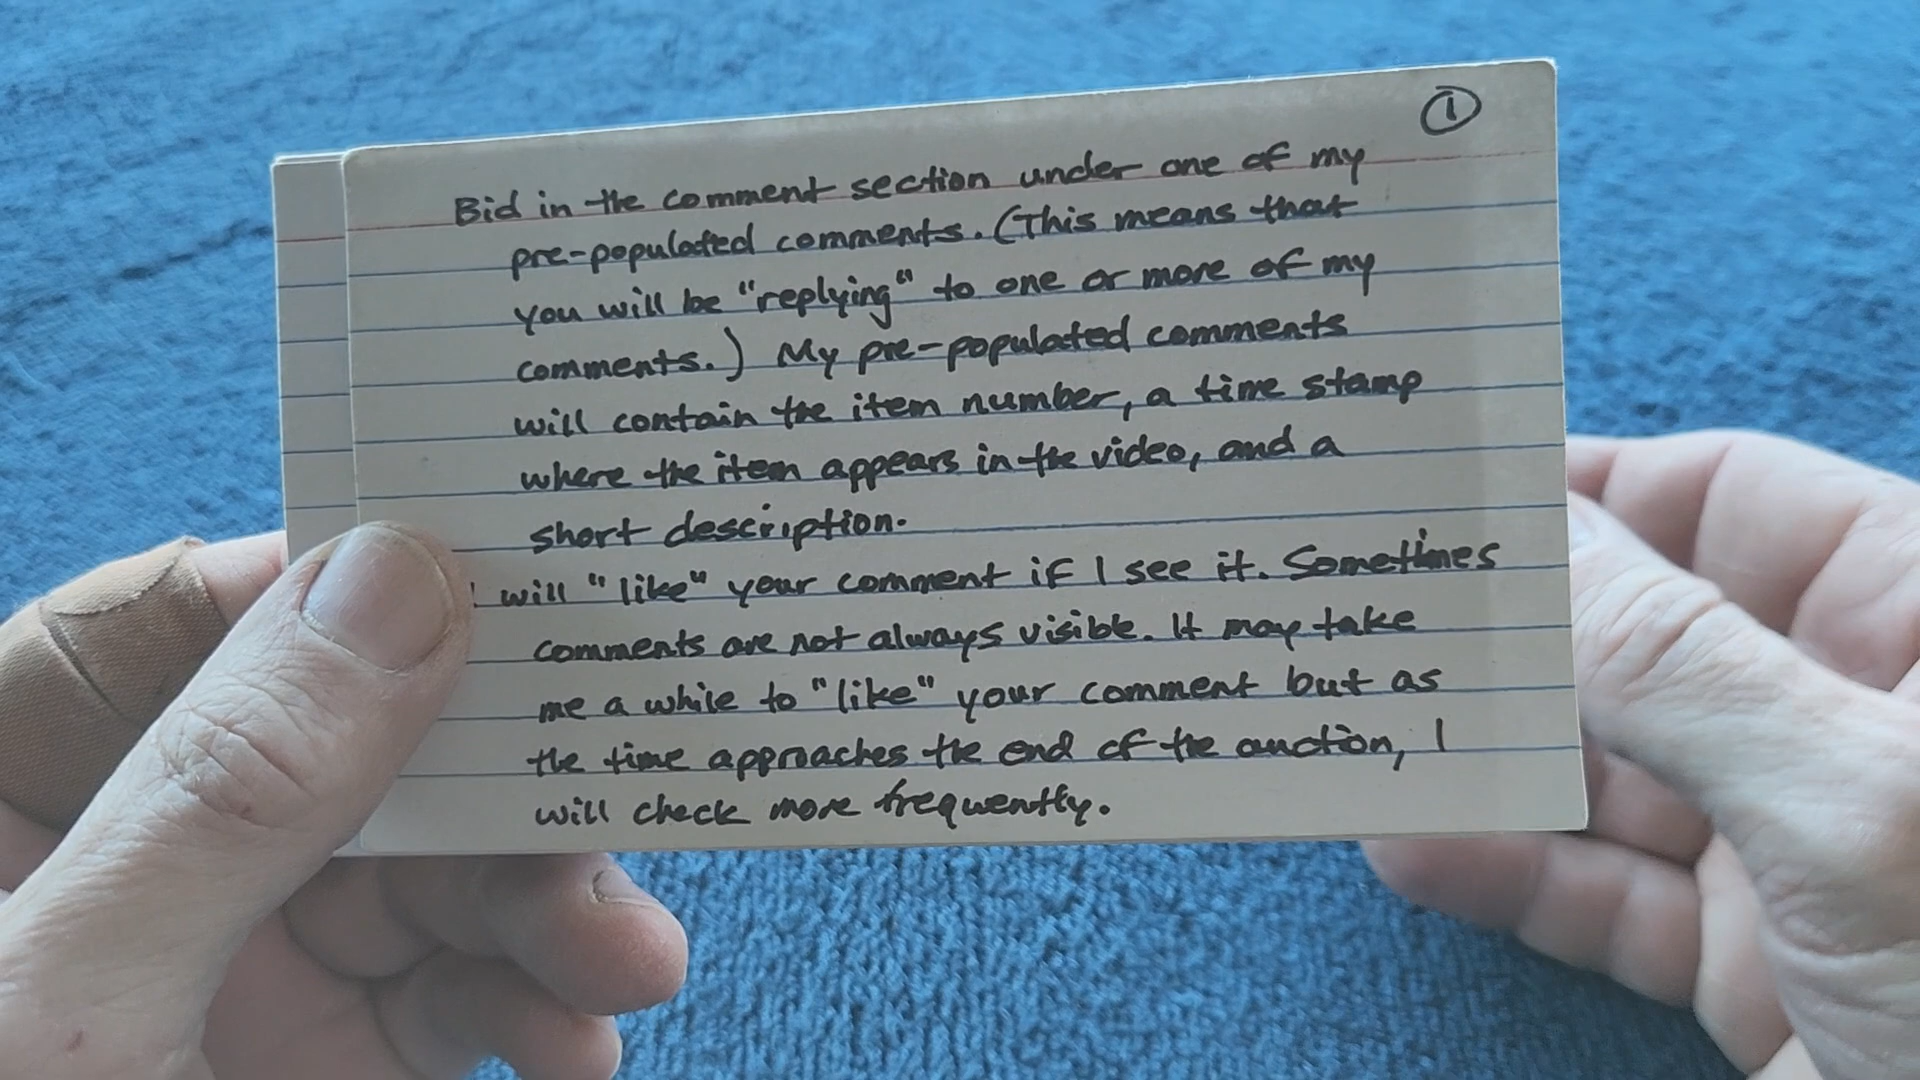 ①
Bid in the comment section under one of my
pre-populated comments. (This means that
you will be "replying" to one or more of my
comments.) My pre-populated comments
will contain the item number, a time stamp
where the item appears in the video, and a
short description.
I will "like" your comment if I see it. Sometimes
comments are not always visible. It may take
me a while to "like" your comment but as
the time approaches the end of the auction, I
will check more frequently.